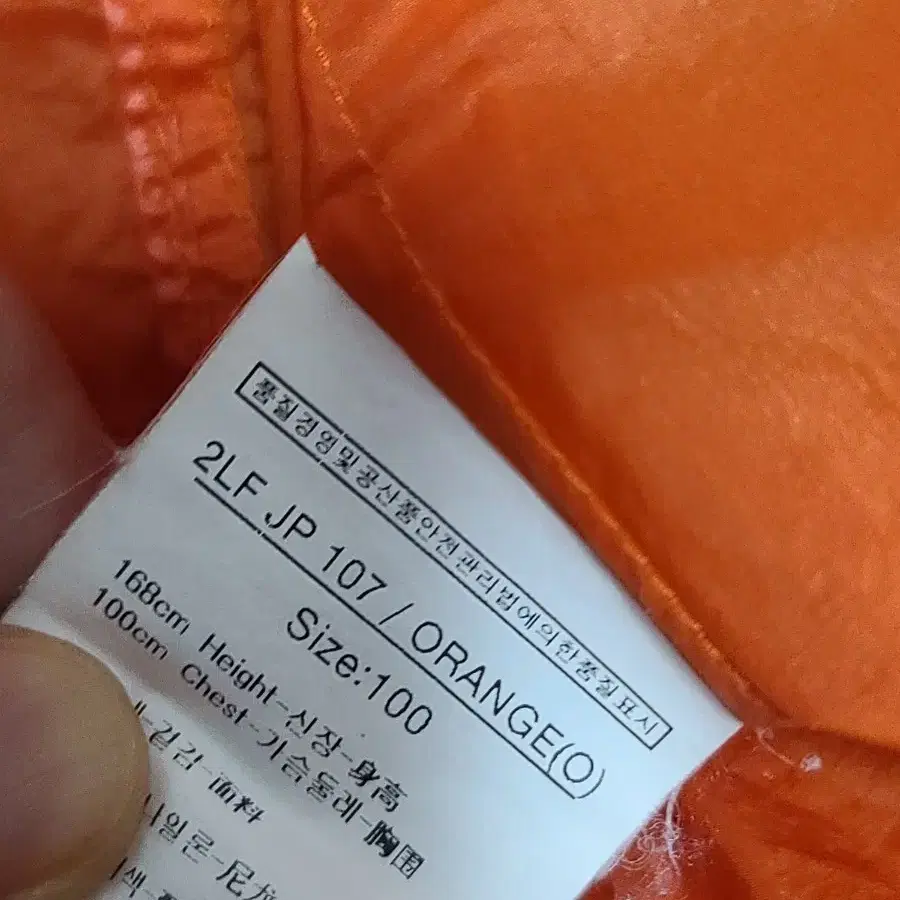 품질경영및공산품안전관리법에의한품질표시
2LF JP 107 / ORANGE(O)
Size:100
168cm Height-신장-身高
100cm Chest-가슴둘레-胸围
겉감-面料
나일론-尼龙
색-